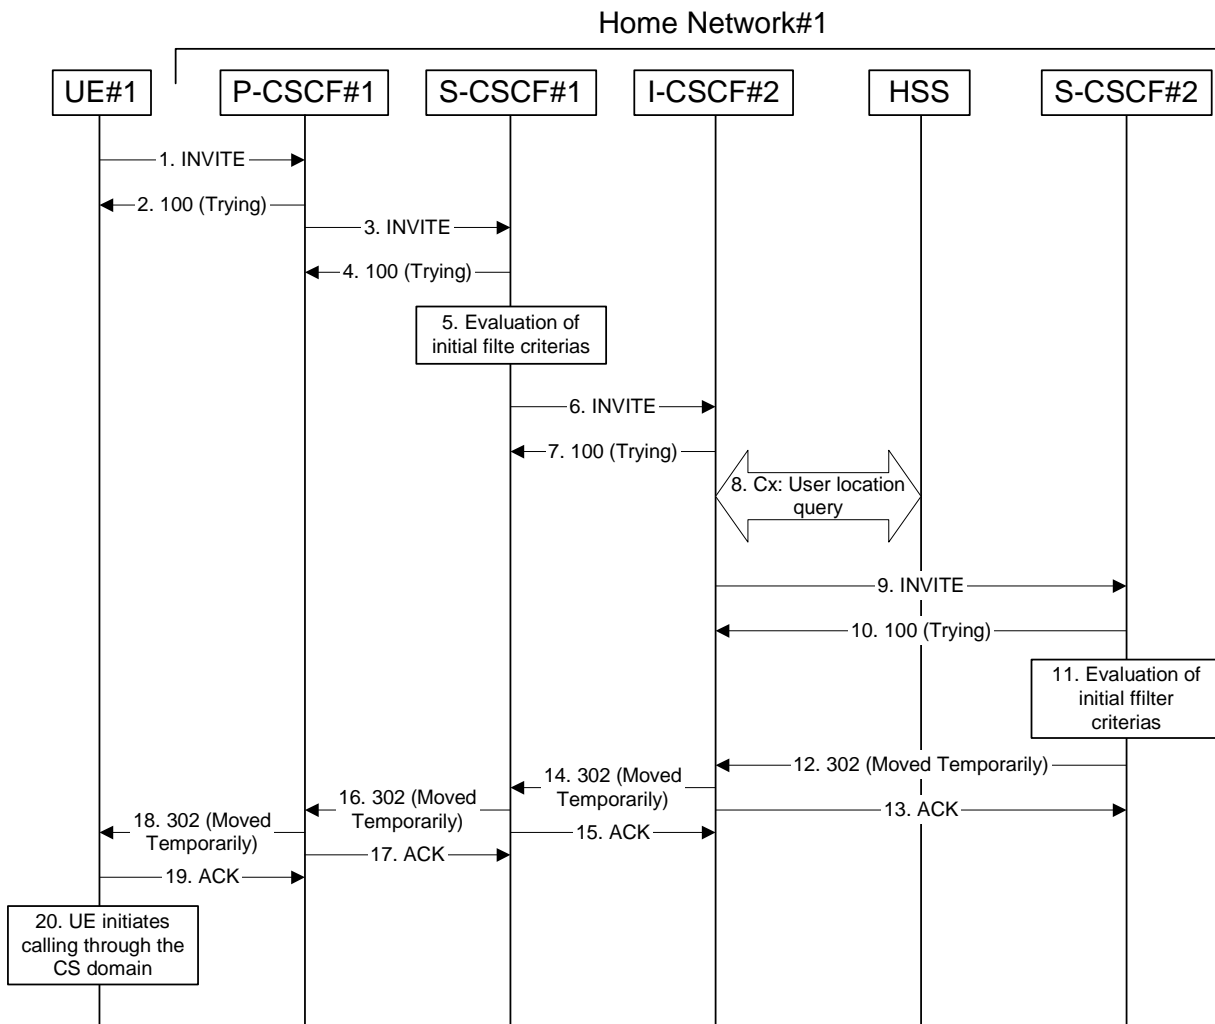 Home Network#1
UE#1
P-CSCF#1
S-CSCF#1
I-CSCF#2
HSS
S-CSCF#2
1. INVITE
2. 100 (Trying)
3. INVITE
4. 100 (Trying)
5. Evaluation of
initial filte criterias
6. INVITE
7. 100 (Trying)
8. Cx: User location
query
9. INVITE
10. 100 (Trying)
11. Evaluation of
initial ffilter
criterias
12. 302 (Moved Temporarily)
13. ACK
14. 302 (Moved
Temporarily)
15. ACK
16. 302 (Moved
Temporarily)
17. ACK
18. 302 (Moved
Temporarily)
19. ACK
20. UE initiates
calling through the
CS domain